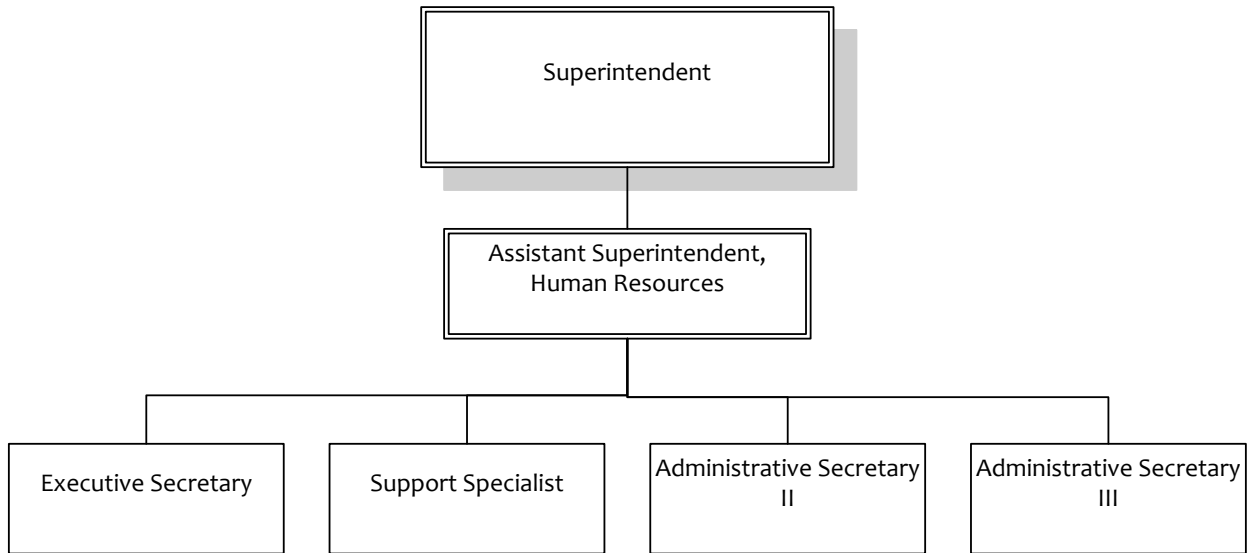 Superintendent
Assistant Superintendent,
Human Resources
Executive Secretary
Support Specialist
Administrative Secretary
II
Administrative Secretary
III